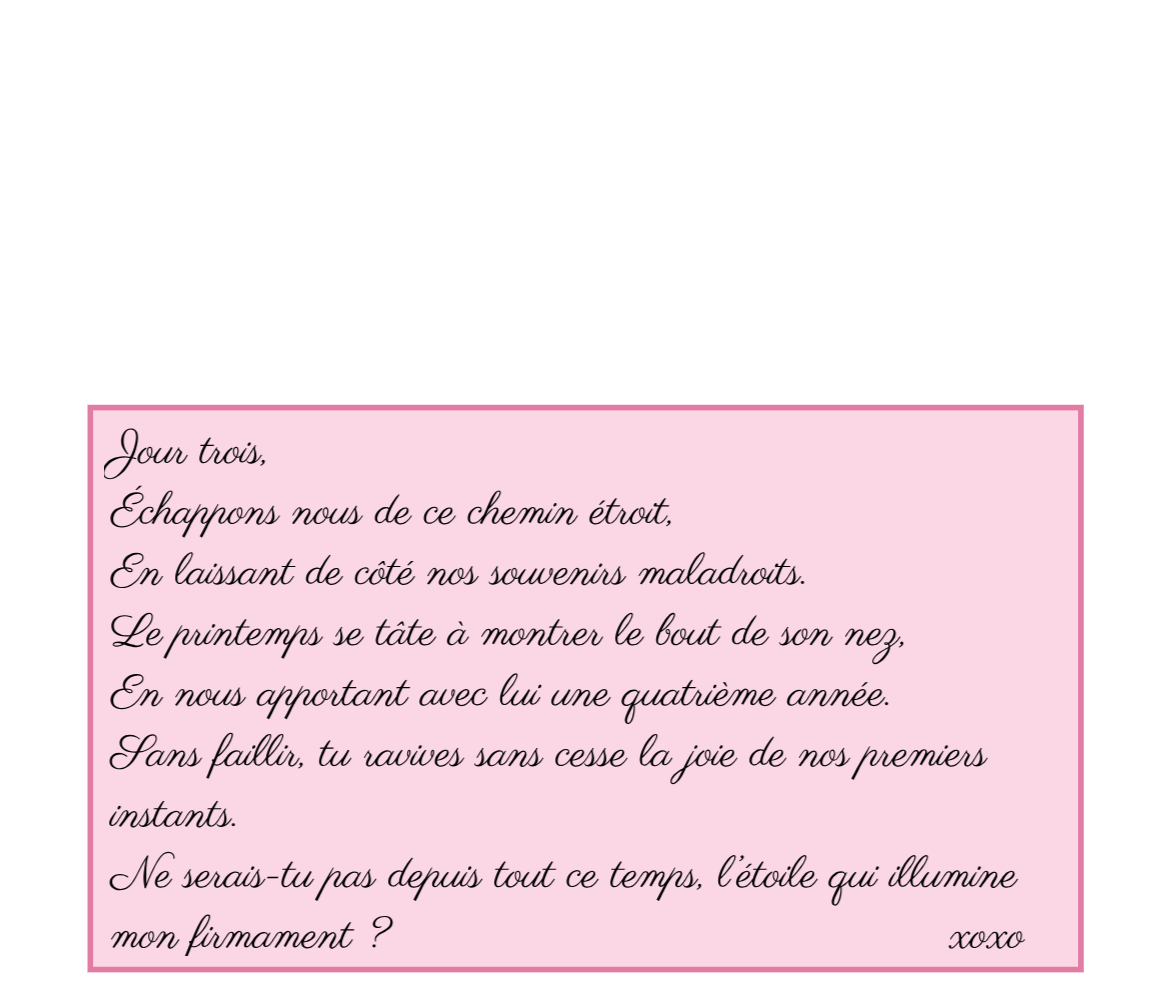 Jour trois,
Échappons nous de ce chemin étroit,
En laissant de côté nos souvenirs maladroits.
Le printemps se tâte à montrer le bout de son nez,
En nous apportant avec lui une quatrième année.
Sans faillir, tu ravives sans cesse la joie de nos premiers
instants.
Ne serais-tu pas depuis tout ce temps, l’étoile qui illumine
mon firmament ? xoxo